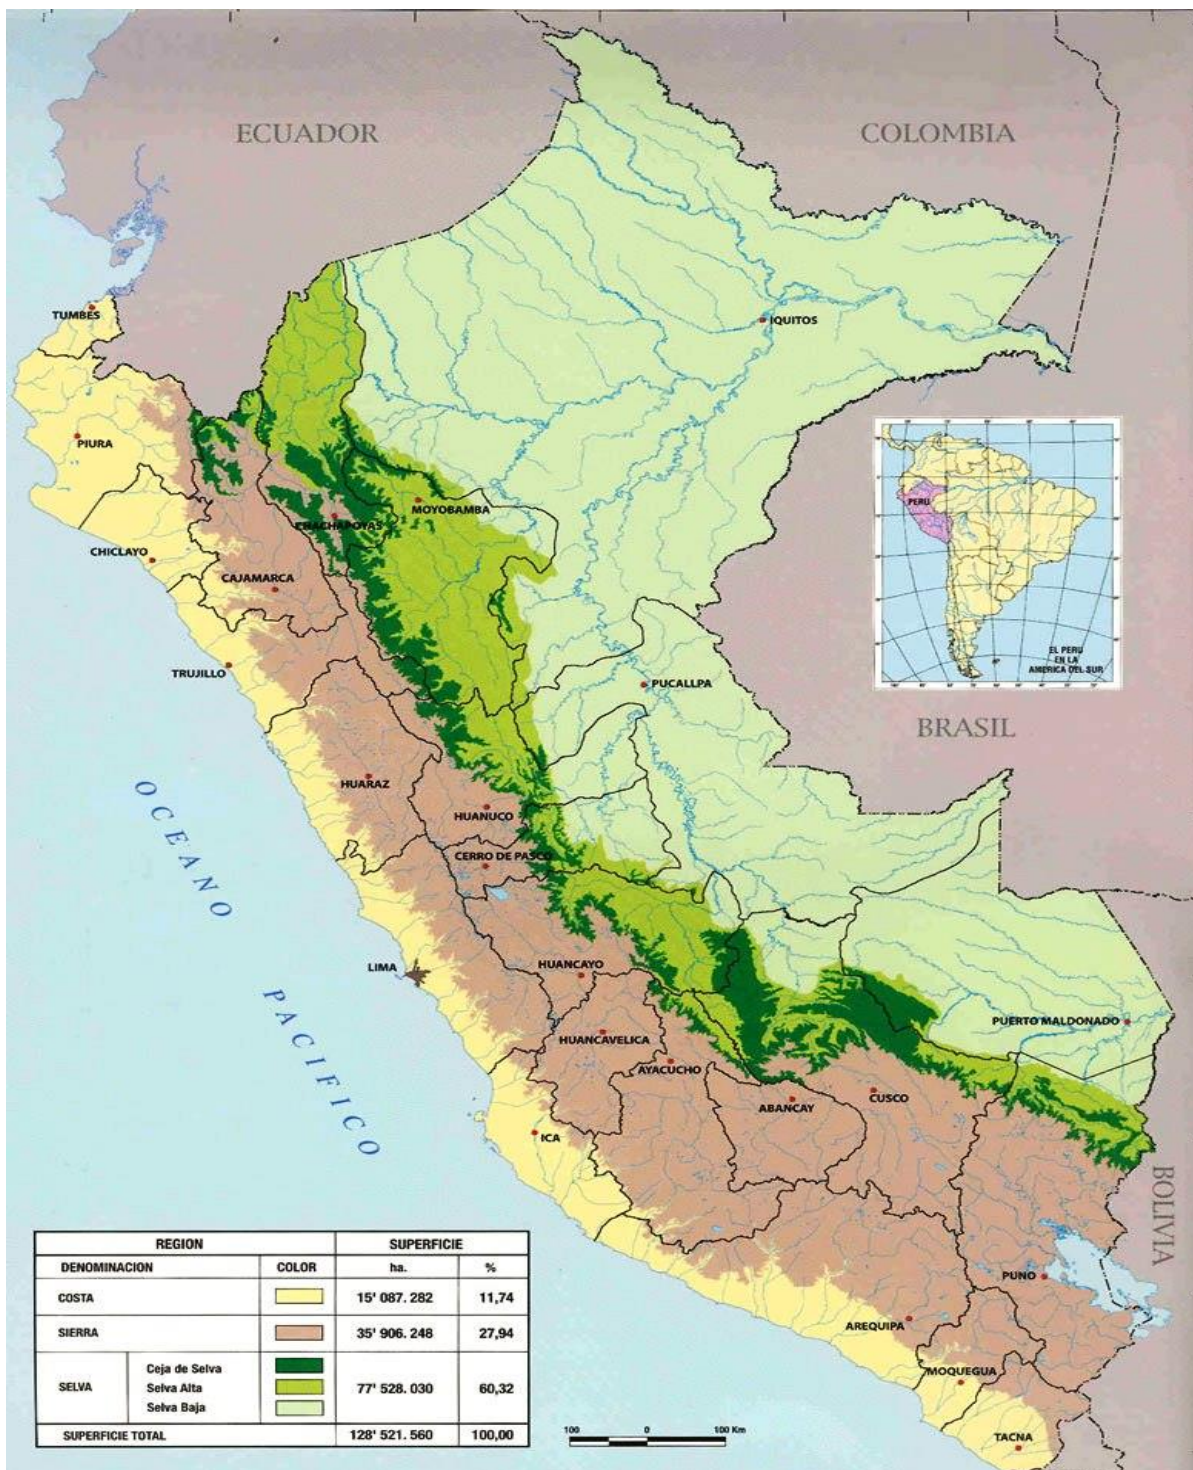 ECUADOR
COLOMBIA
TUMBES
IQUITOS
PIURA
MOYOBAMBA
CHACHAPOYAS
CHICLAYO
CAJAMARCA
PERU
EL PERU
EN LA
AMERICA DEL SUR
TRUJILLO
PUCALLPA
BRASIL
HUARAZ
HUANUCO
CERRO DE PASCO
OCEANO
PACIFICO
LIMA
HUANCAYO
PUERTO MALDONADO
HUANCAVELICA
AYACUCHO
ABANCAY
CUSCO
ICA
BOLIVIA
PUNO
AREQUIPA
MOQUEGUA
TACNA
REGION SUPERFICIE
DENOMINACION COLOR ha. %
COSTA 15' 087. 282 11,74
SIERRA 35' 906. 248 27,94
SELVA Ceja de Selva
Selva Alta 77' 528. 030 60,32
Selva Baja
SUPERFICIE TOTAL 128' 521. 560 100,00
100 0 100 Km